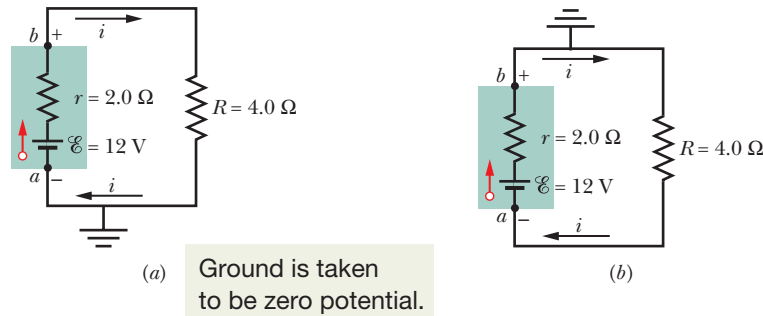 i
b +
r = 2.0 Ω
R = 4.0 Ω
ℰ = 12 V
a –
i
(a)
Ground is taken
to be zero potential.
i
b +
r = 2.0 Ω
R = 4.0 Ω
ℰ = 12 V
a –
i
(b)